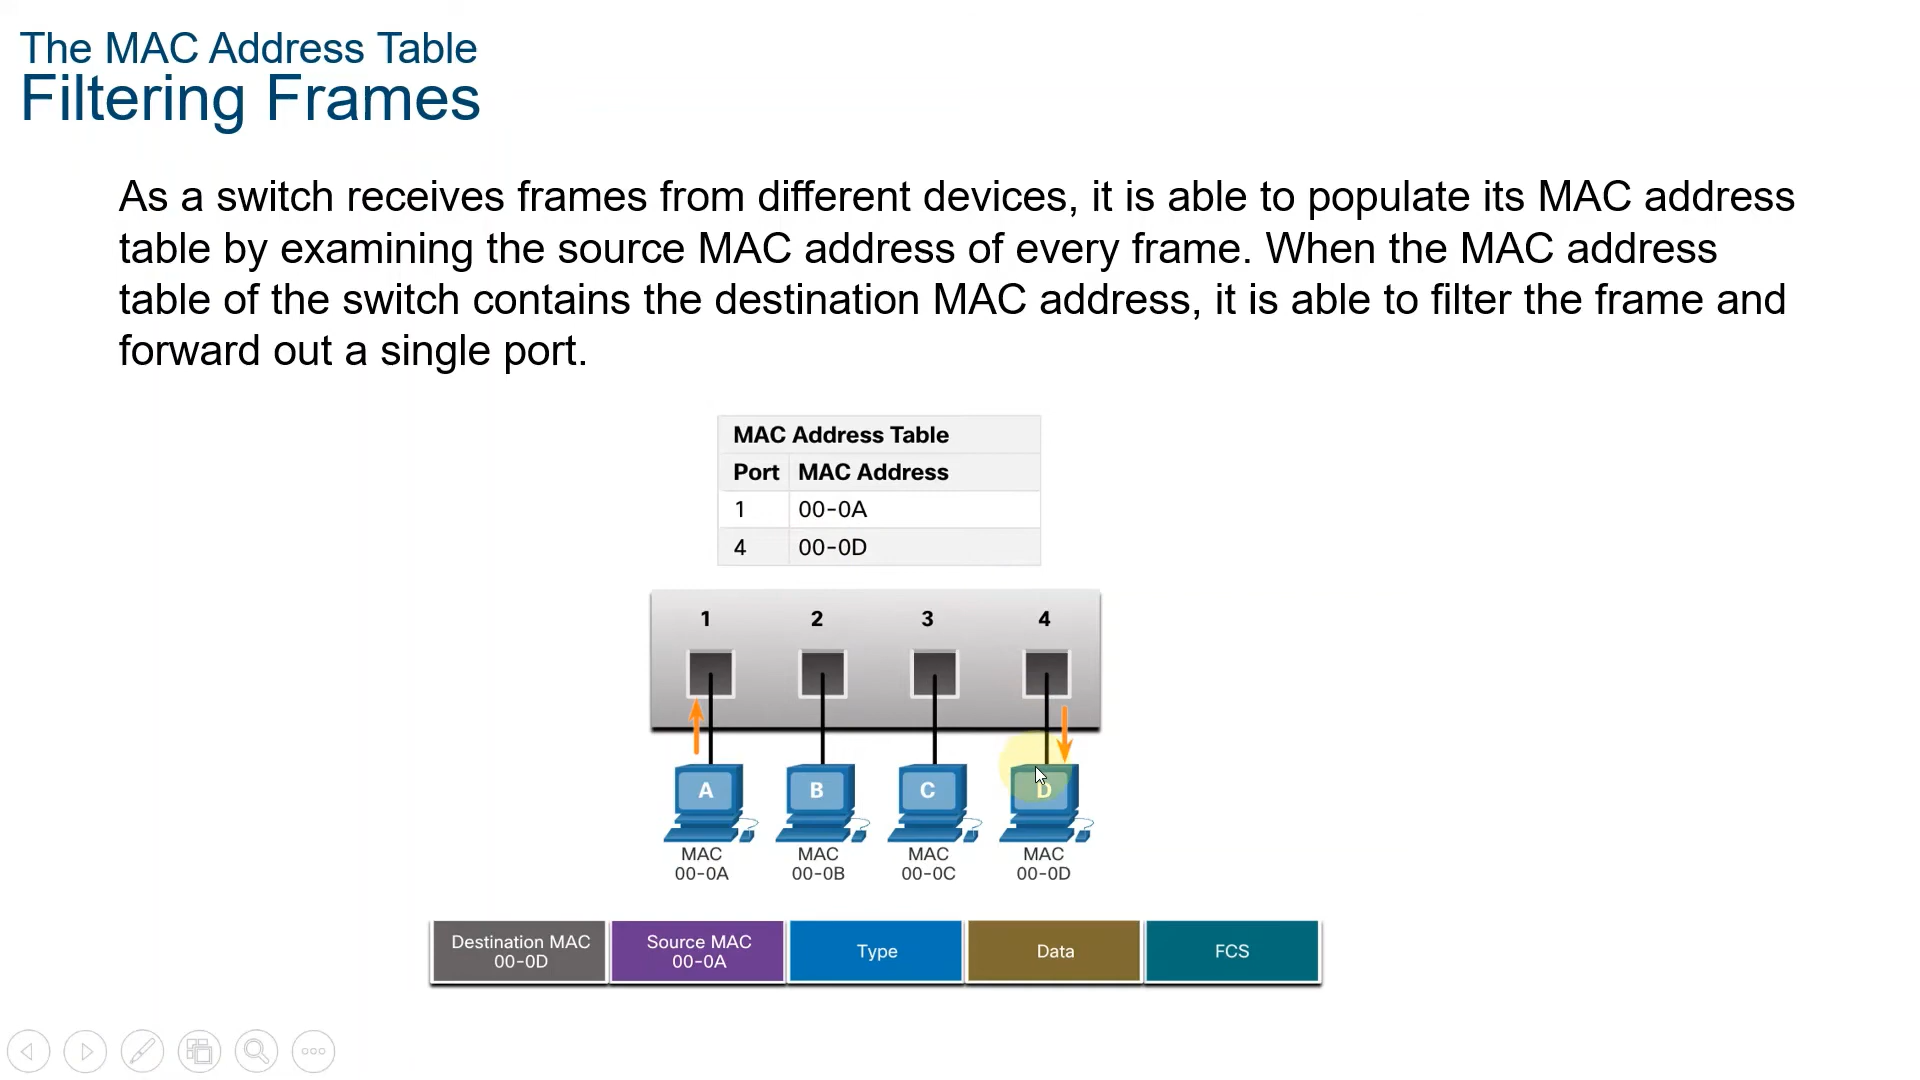 The MAC Address Table
Filtering Frames
As a switch receives frames from different devices, it is able to populate its MAC address
table by examining the source MAC address of every frame. When the MAC address
table of the switch contains the destination MAC address, it is able to filter the frame and
forward out a single port.
MAC Address Table
Port MAC Address
1 00-0A
4 00-0D
1 2 3 4
A B C D
MAC MAC MAC MAC
00-0A 00-0B 00-0C 00-0D
Destination MAC Source MAC Type Data FCS
00-0D 00-0A